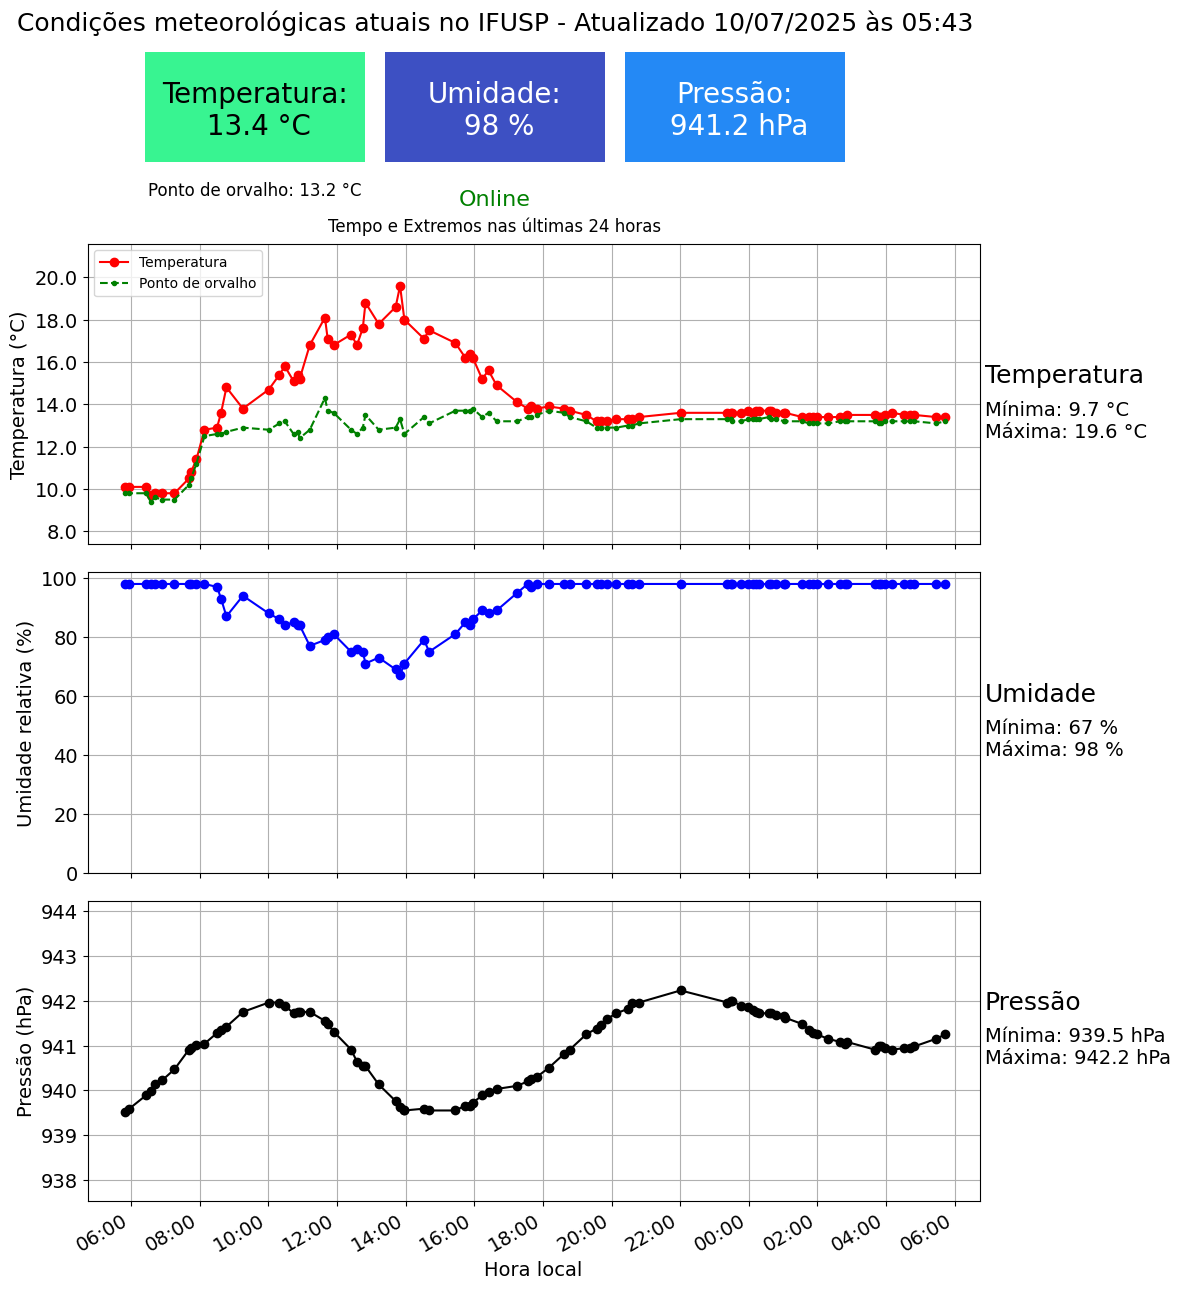 Condições meteorológicas atuais no IFUSP - Atualizado 10/07/2025 às 05:43
Temperatura:
13.4 °C
Umidade:
98 %
Pressão:
941.2 hPa
Ponto de orvalho: 13.2 °C
Online
Tempo e Extremos nas últimas 24 horas
Temperatura
Ponto de orvalho
Temperatura (°C)
20.0
18.0
16.0
14.0
12.0
10.0
8.0
Temperatura
Mínima: 9.7 °C
Máxima: 19.6 °C
Umidade relativa (%)
100
80
60
40
20
0
Umidade
Mínima: 67 %
Máxima: 98 %
Pressão (hPa)
944
943
942
941
940
939
938
Pressão
Mínima: 939.5 hPa
Máxima: 942.2 hPa
06:00
08:00
10:00
12:00
14:00
16:00
18:00
20:00
22:00
00:00
02:00
04:00
06:00
Hora local